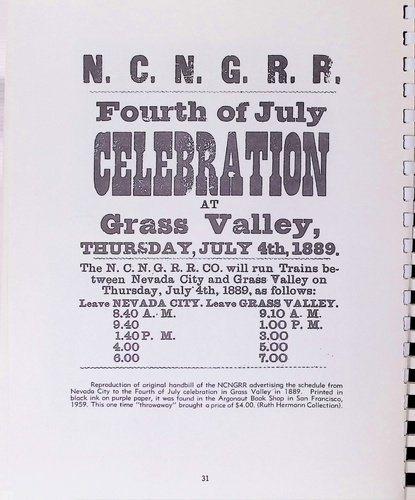 N. C. N. G. R. R.
Fourth of July
CELEBRATION
AT
Grass Valley,
THURSDAY, JULY 4th, 1889.
The N. C. N. G. R. R. CO. will run Trains be-
tween Nevada City and Grass Valley on
Thursday, July 4th, 1889, as follows:
Leave NEVADA CITY. Leave GRASS VALLEY.
8.40 A. M. 9.10 A. M.
9.40 1.00 P. M.
1.40 P. M. 3.00
4.00 5.00
6.00 7.00
Reproduction of original handbill of the NCNGRR advertising the schedule from
Nevada City to the Fourth of July celebration in Grass Valley in 1889. Printed in
black ink on purple paper, it was found in the Argonaut Book Shop in San Francisco,
1959. This one time "throwaway" brought a price of $4.00. (Ruth Hermann Collection).
31